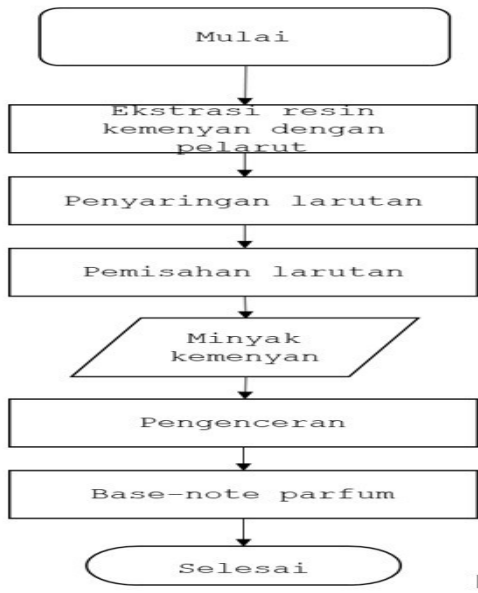 Mulai
Ekstrasi resin
kemenyan dengan
pelarut
Penyaringan larutan
Pemisahan larutan
Minyak
kemenyan
Pengenceran
Base-note parfum
Selesai